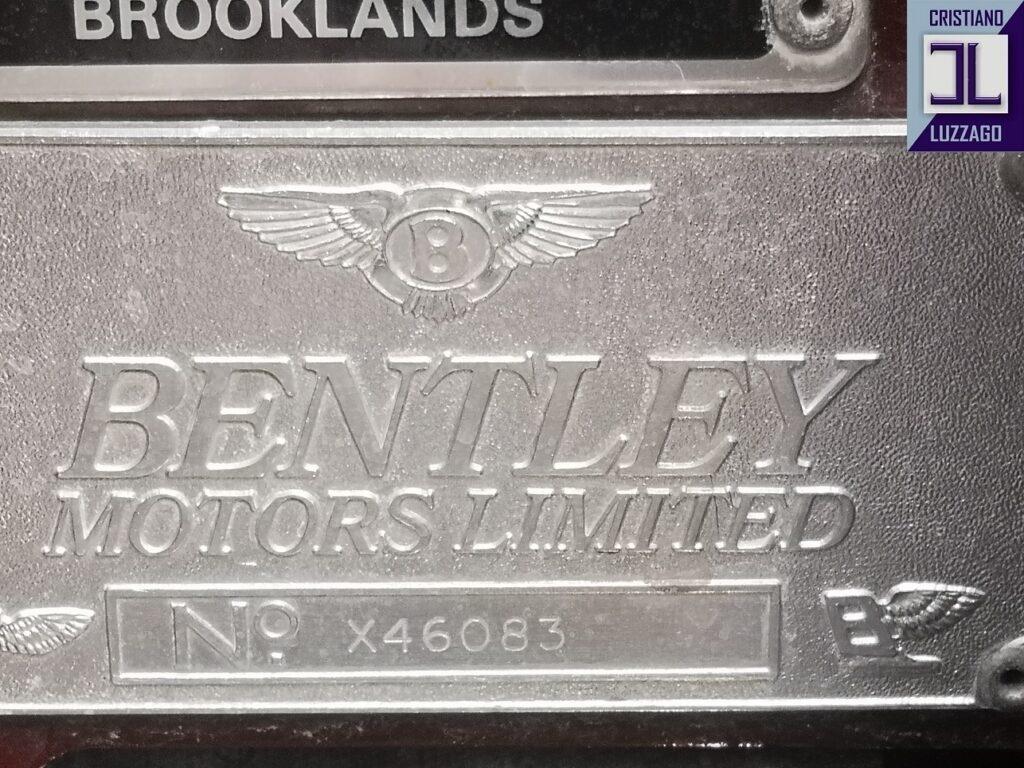 BROOKLANDS
CRISTIANO
LUZZAGO
B
BENTLEY
MOTORS LIMITED
No. X46083
B